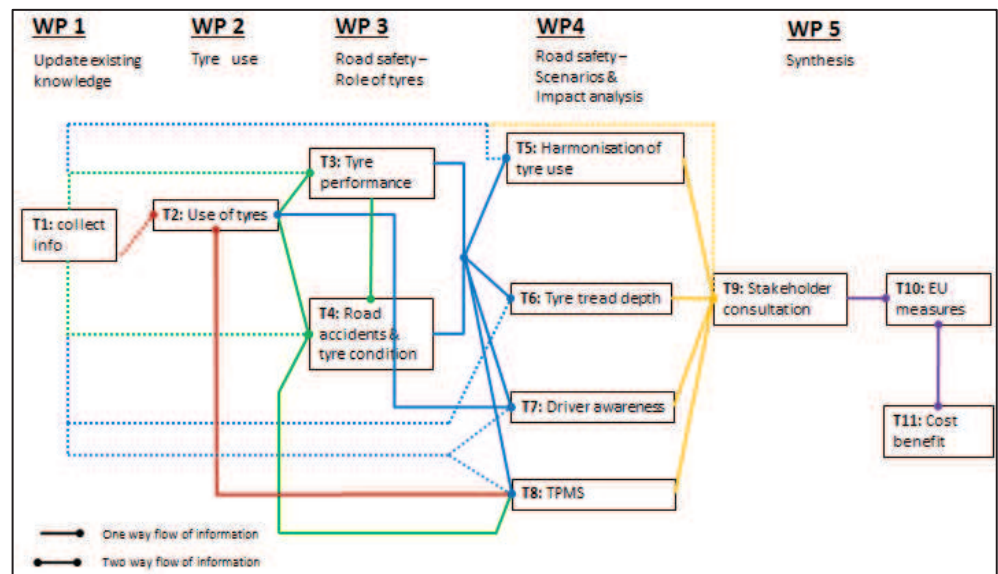 WP 1
Update existing
knowledge
WP 2
Tyre use
WP 3
Road safety –
Role of tyres
WP4
Road safety –
Scenarios &
Impact analysis
WP 5
Synthesis
T1: collect
info
T2: Use of tyres
T3: Tyre
performance
T4: Road
accidents &
tyre condition
T5: Harmonisation of
tyre use
T6: Tyre tread depth
T7: Driver awareness
T8: TPMS
T9: Stakeholder
consultation
T10: EU
measures
T11: Cost
benefit
One way flow of information
Two way flow of information